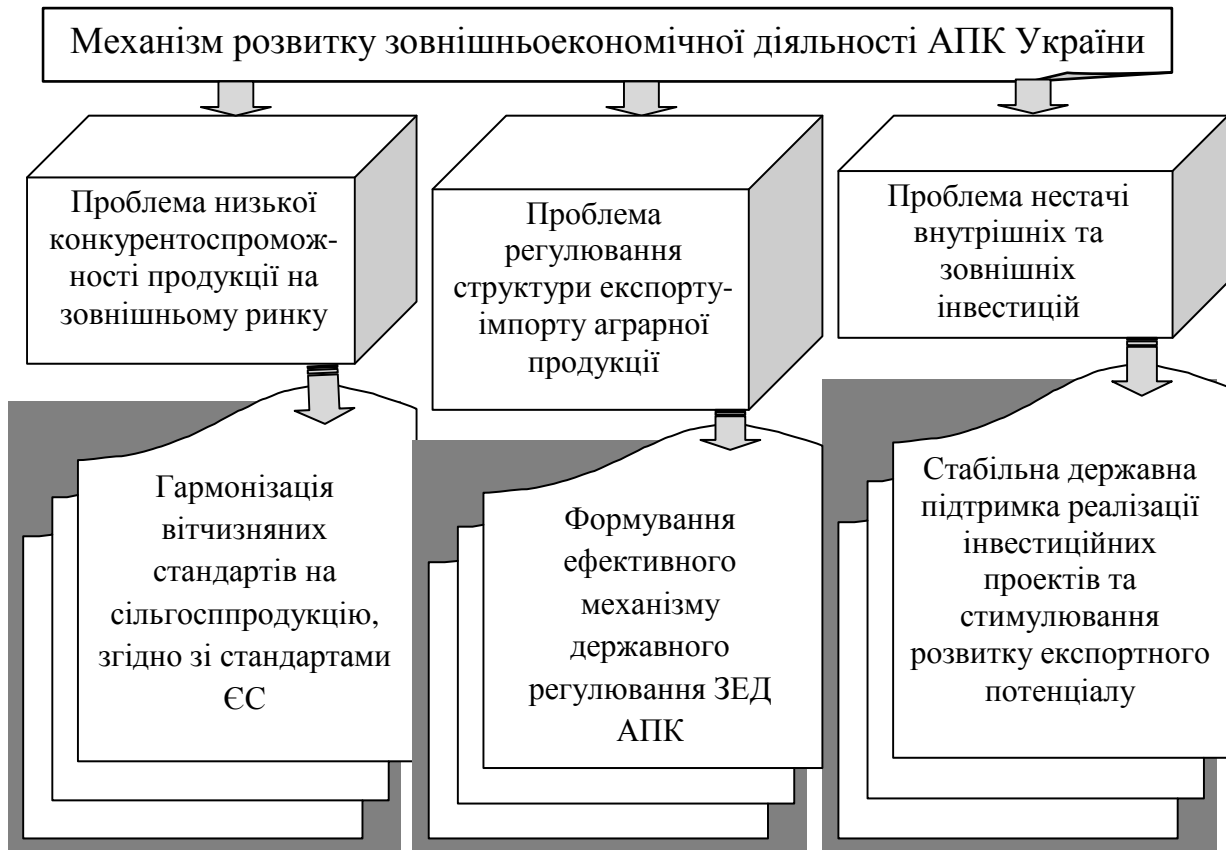 Механізм розвитку зовнішньоекономічної діяльності АПК України
Проблема низької
конкурентоспромож-
ності продукції на
зовнішньому ринку
Проблема
регулювання
структури експорту-
імпорту аграрної
продукції
Проблема нестачі
внутрішніх та
зовнішніх
інвестицій
Гармонізація
вітчизняних
стандартів на
сільгосппродукцію,
згідно зі стандартами
ЄС
Формування
ефективного
механізму
державного
регулювання ЗЕД
АПК
Стабільна державна
підтримка реалізації
інвестиційних
проектів та
стимулювання
розвитку експортного
потенціалу